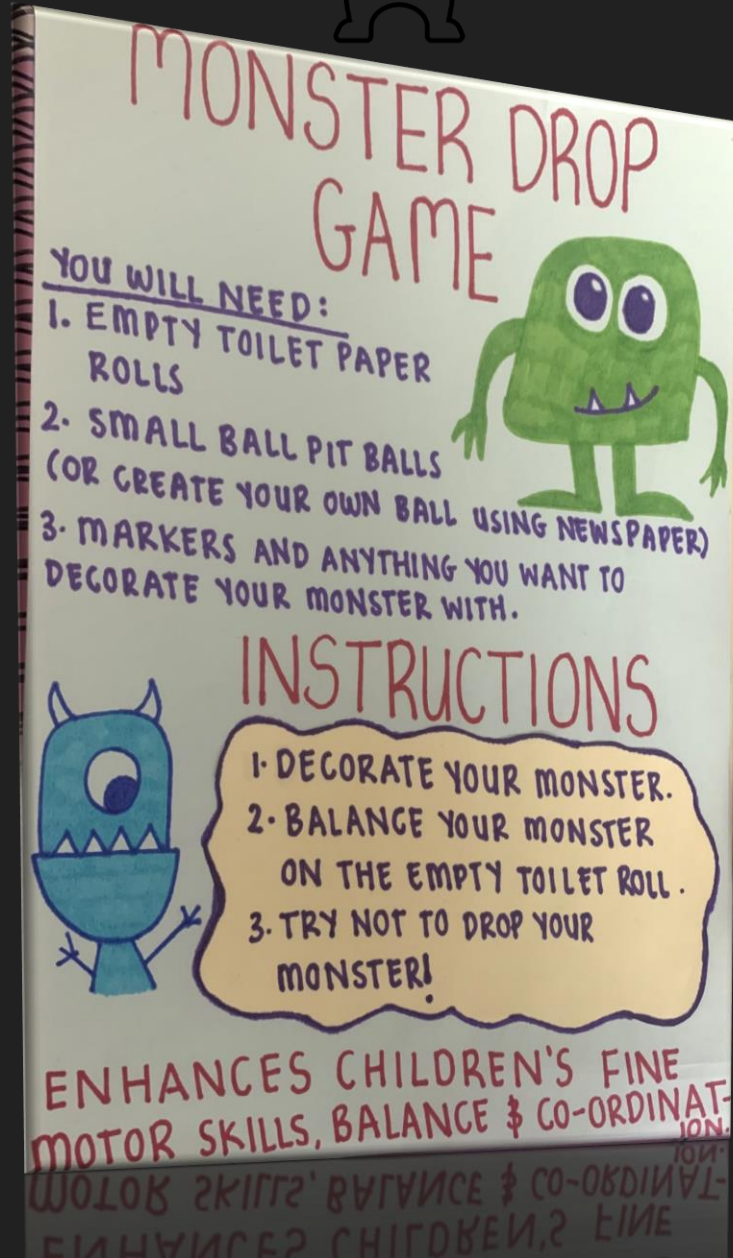 MONSTER DROP
GAME
YOU WILL NEED:
1. EMPTY TOILET PAPER
ROLLS
2. SMALL BALL PIT BALLS
(OR CREATE YOUR OWN BALL USING NEWSPAPER)
3. MARKERS AND ANYTHING YOU WANT TO
DECORATE YOUR MONSTER WITH.
INSTRUCTIONS
1. DECORATE YOUR MONSTER.
2. BALANCE YOUR MONSTER
ON THE EMPTY TOILET ROLL.
3. TRY NOT TO DROP YOUR
MONSTER!
ENHANCES CHILDREN'S FINE
MOTOR SKILLS, BALANCE & CO-ORDINAT-
ION.